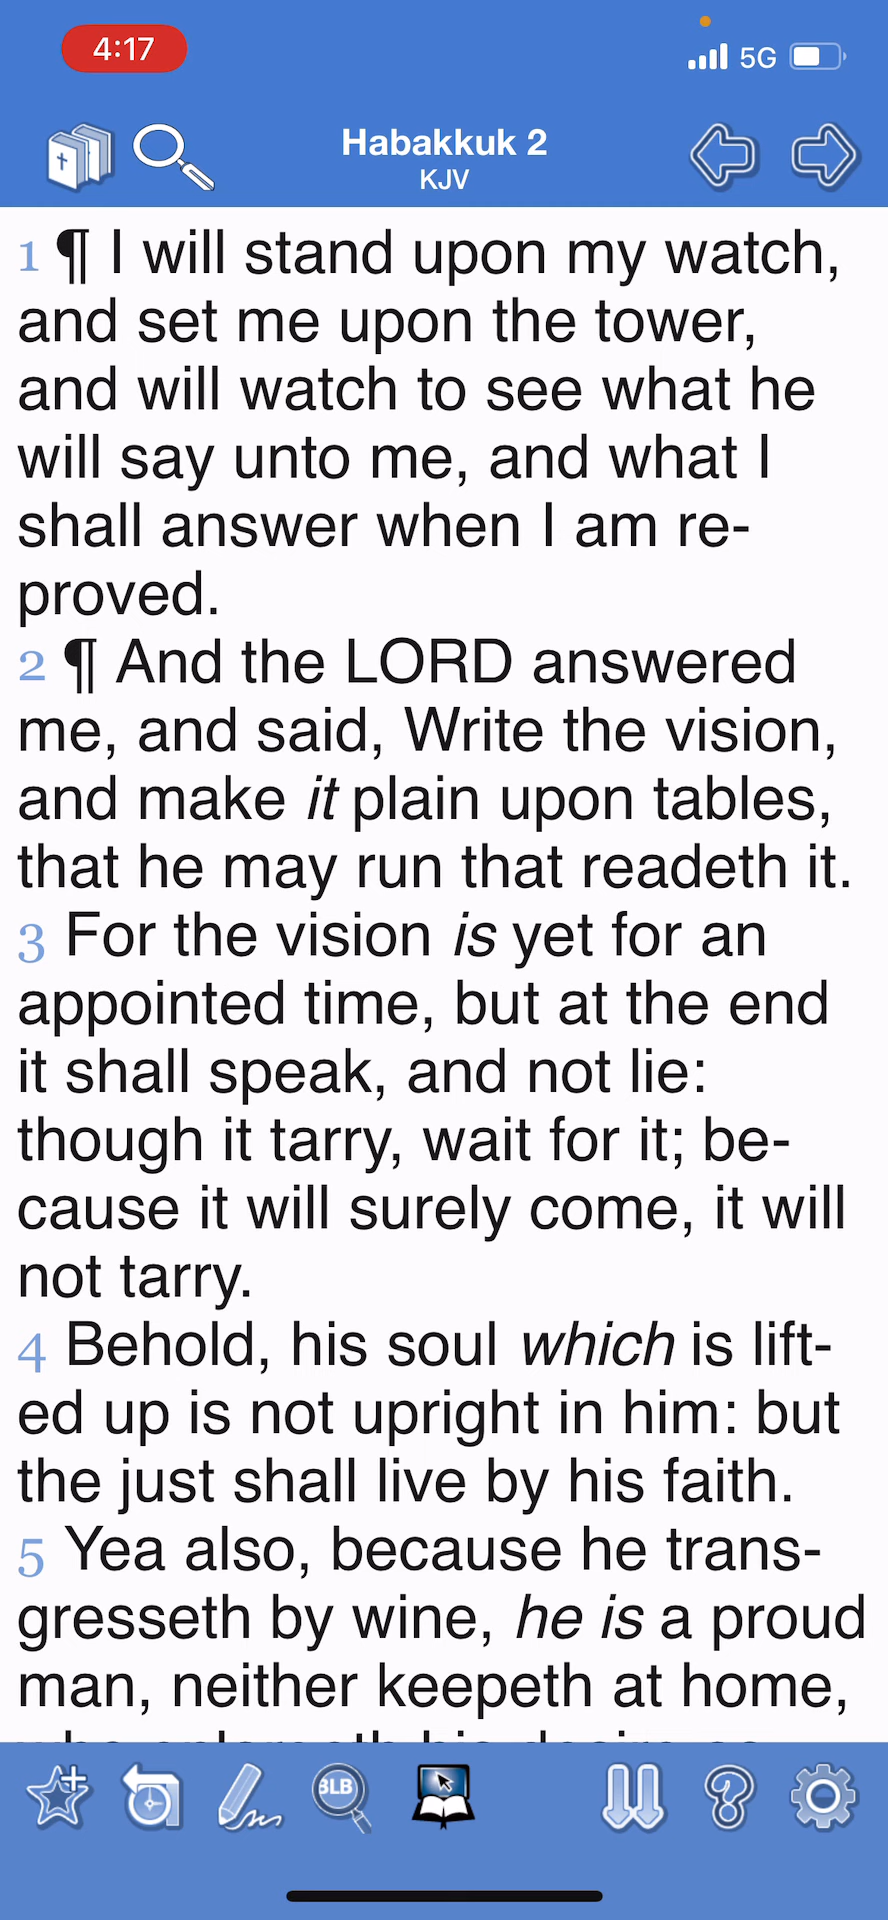 4:17
5G
Habakkuk 2
KJV
1 ¶ I will stand upon my watch,
and set me upon the tower,
and will watch to see what he
will say unto me, and what I
shall answer when I am re-
proved.
2 ¶ And the LORD answered
me, and said, Write the vision,
and make it plain upon tables,
that he may run that readeth it.
3 For the vision is yet for an
appointed time, but at the end
it shall speak, and not lie:
though it tarry, wait for it; be-
cause it will surely come, it will
not tarry.
4 Behold, his soul which is lift-
ed up is not upright in him: but
the just shall live by his faith.
5 Yea also, because he trans-
gresseth by wine, he is a proud
man, neither keepeth at home,
BLB